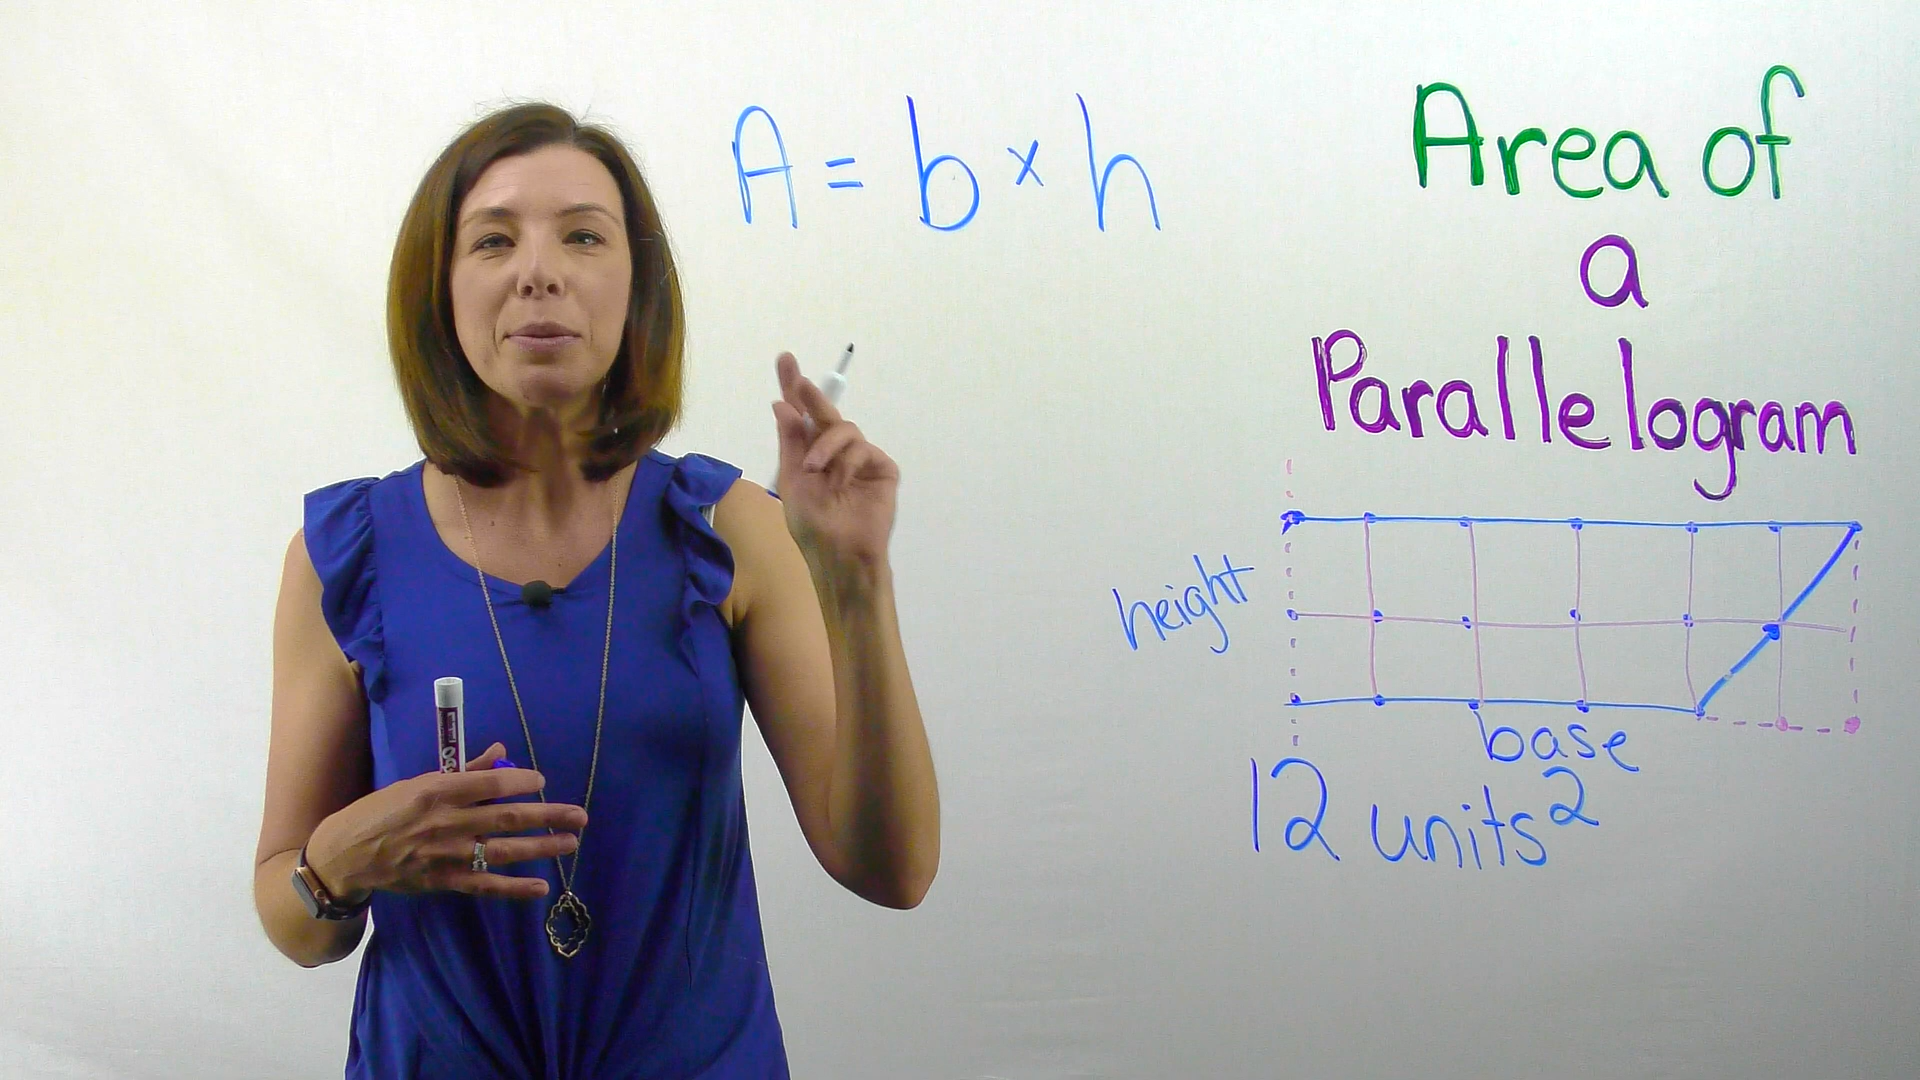 A = b × h
Area of
a
Parallelogram
height
base
12 units²